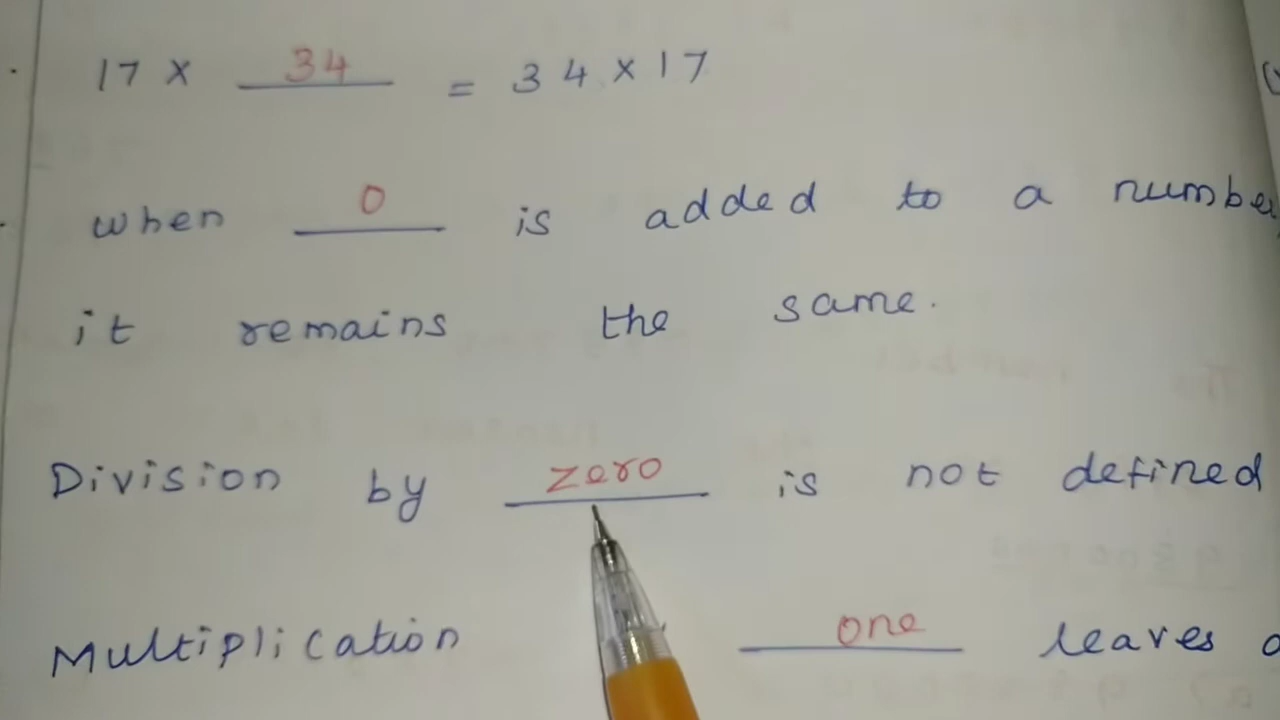 17 × 34 = 34 × 17
when 0 is added to a numbe
it remains the same.
Division by zero is not defined
Multiplication one leaves a